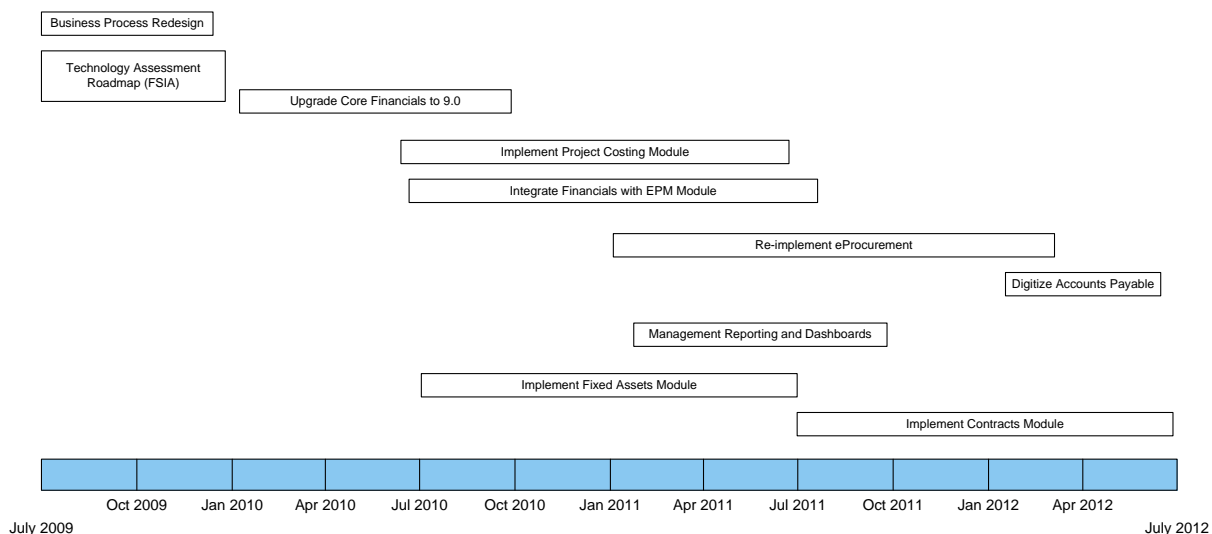 Business Process Redesign
Technology Assessment
Roadmap (FSIA)
Upgrade Core Financials to 9.0
Implement Project Costing Module
Integrate Financials with EPM Module
Re-implement eProcurement
Digitize Accounts Payable
Management Reporting and Dashboards
Implement Fixed Assets Module
Implement Contracts Module
Oct 2009 Jan 2010 Apr 2010 Jul 2010 Oct 2010 Jan 2011 Apr 2011 Jul 2011 Oct 2011 Jan 2012 Apr 2012
July 2009 July 2012